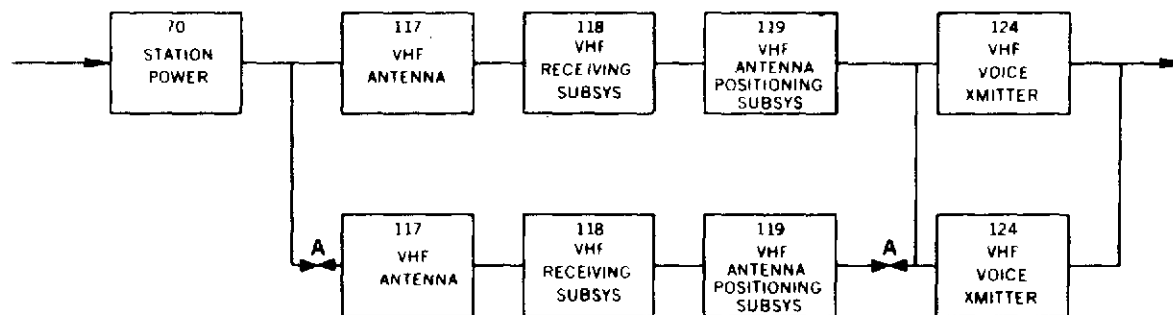 70
STATION
POWER
117
VHF
ANTENNA
118
VHF
RECEIVING
SUBSYS
119
VHF
ANTENNA
POSITIONING
SUBSYS
124
VHF
VOICE
XMITTER
A
117
VHF
ANTENNA
118
VHF
RECEIVING
SUBSYS
119
VHF
ANTENNA
POSITIONING
SUBSYS
A
124
VHF
VOICE
XMITTER